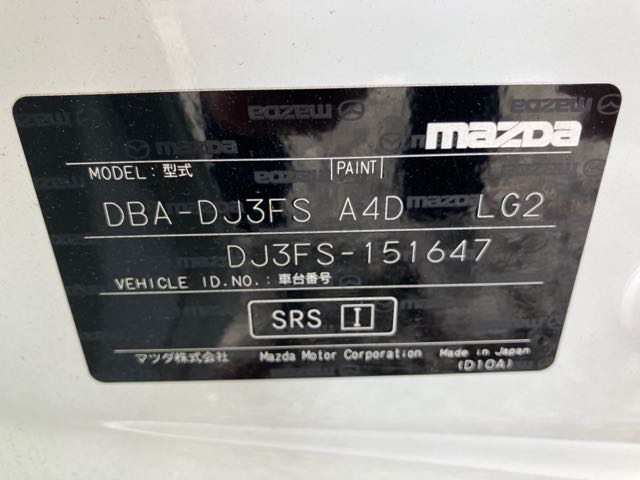 mazda
MODEL:型式 PAINT
DBA-DJ3FS A4D LG2
DJ3FS-151647
VEHICLE ID.NO.:車台番号
SRS I
マツダ株式会社 Mazda Motor Corporation Made in Japan
(D10A)